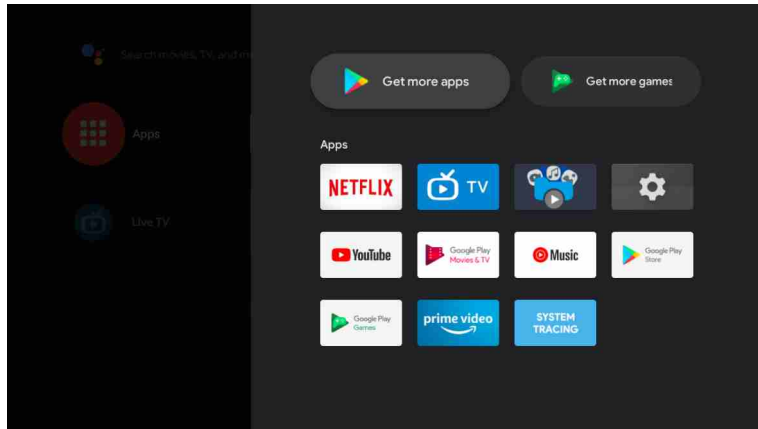 Search movies, TV, and m
Get more apps
Get more games
Apps
Apps
NETFLIX
TV
Live TV
YouTube
Google Play
Movies & TV
Music
Google Play
Store
Google Play
Games
prime video
SYSTEM
TRACING